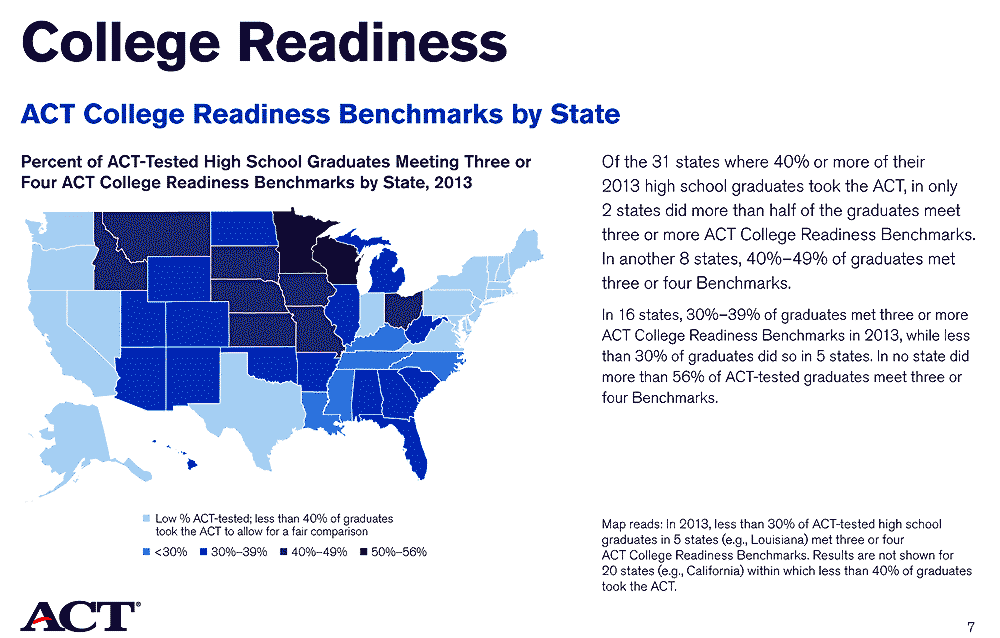 College Readiness
ACT College Readiness Benchmarks by State
Percent of ACT-Tested High School Graduates Meeting Three or
Four ACT College Readiness Benchmarks by State, 2013
Low % ACT-tested; less than 40% of graduates
took the ACT to allow for a fair comparison
<30% 30%–39% 40%–49% 50%–56%
Of the 31 states where 40% or more of their
2013 high school graduates took the ACT, in only
2 states did more than half of the graduates meet
three or more ACT College Readiness Benchmarks.
In another 8 states, 40%–49% of graduates met
three or four Benchmarks.
In 16 states, 30%–39% of graduates met three or more
ACT College Readiness Benchmarks in 2013, while less
than 30% of graduates did so in 5 states. In no state did
more than 56% of ACT-tested graduates meet three or
four Benchmarks.
Map reads: In 2013, less than 30% of ACT-tested high school
graduates in 5 states (e.g., Louisiana) met three or four
ACT College Readiness Benchmarks. Results are not shown for
20 states (e.g., California) within which less than 40% of graduates
took the ACT.
ACT®
7